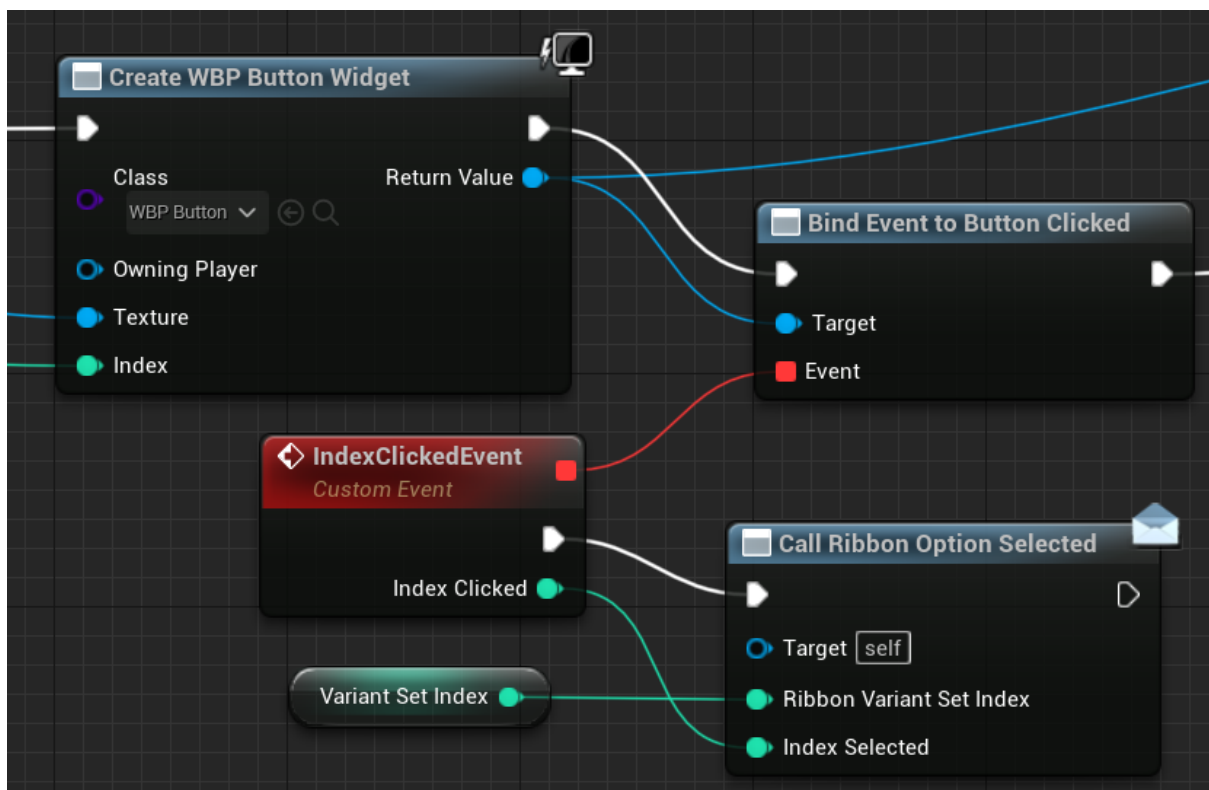 Create WBP Button Widget
Class
Return Value
WBP Button
Owning Player
Texture
Index
Bind Event to Button Clicked
Target
Event
IndexClickedEvent
Custom Event
Index Clicked
Variant Set Index
Call Ribbon Option Selected
Target self
Ribbon Variant Set Index
Index Selected